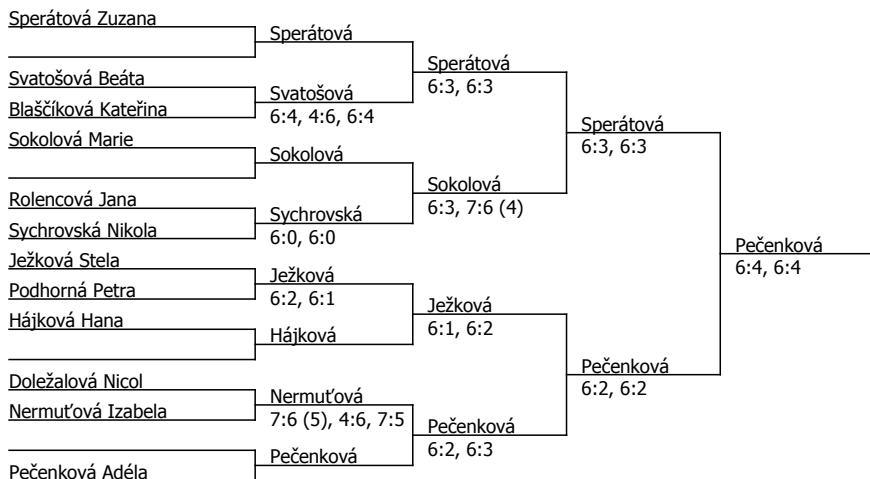 Sperátová Zuzana
Svatošová Beáta
Blaščíková Kateřina
Sokolová Marie
Rolencová Jana
Sychrovská Nikola
Ježková Stela
Podhorná Petra
Hájková Hana
Doležalová Nicol
Nermuťová Izabela
Pečenková Adéla
Sperátová
Svatošová
6:4, 4:6, 6:4
Sokolová
Sychrovská
6:0, 6:0
Ježková
6:2, 6:1
Hájková
Nermuťová
7:6 (5), 4:6, 7:5
Pečenková
Sperátová
6:3, 6:3
Sokolová
6:3, 7:6 (4)
Ježková
6:1, 6:2
Pečenková
6:2, 6:3
Sperátová
6:3, 6:3
Pečenková
6:2, 6:2
Pečenková
6:4, 6:4